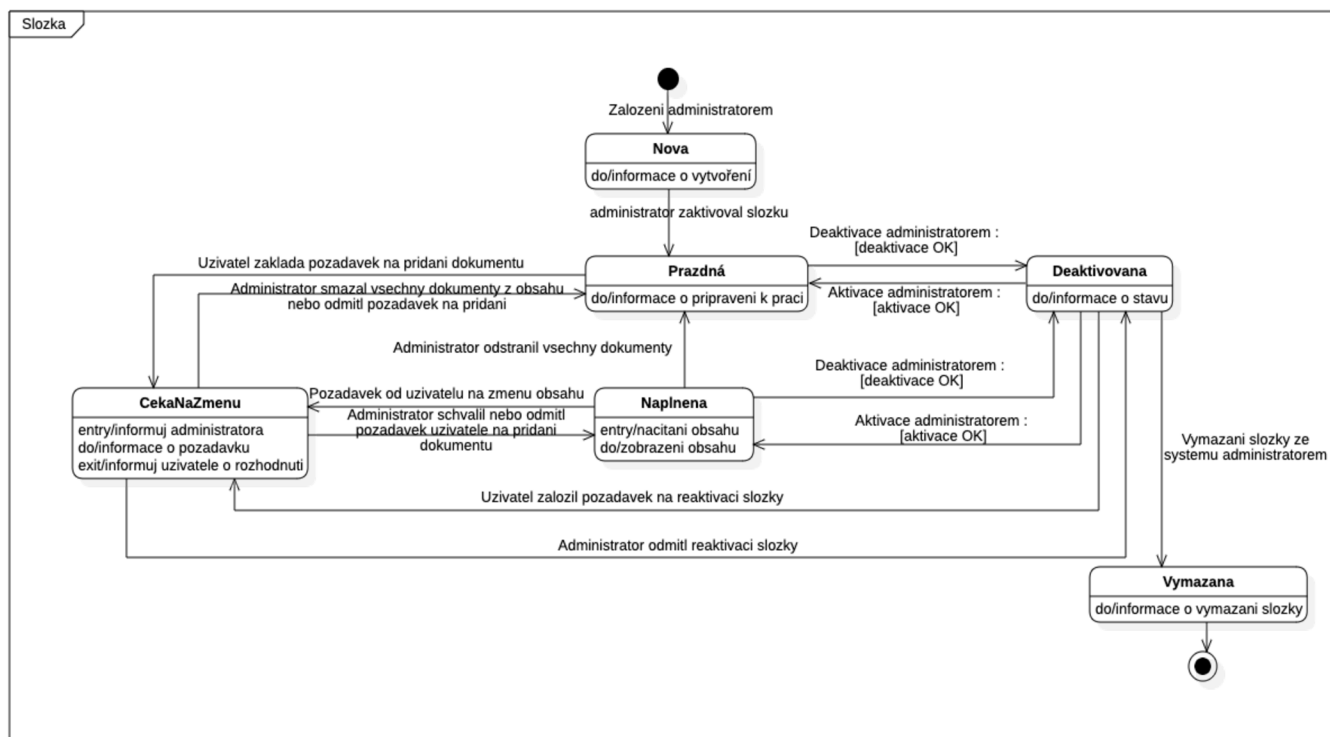 Slozka
Zalozeni administratorem
Nova
do/informace o vytvoření
administrator zaktivoval slozku
Deaktivace administratorem :
[deaktivace OK]
Uzivatel zaklada pozadavek na pridani dokumentu
Prazdná
do/informace o pripraveni k praci
Deaktivovana
do/informace o stavu
Administrator smazal vsechny dokumenty z obsahu
nebo odmitl pozadavek na pridani
Aktivace administratorem :
[aktivace OK]
Administrator odstranil vsechny dokumenty
Deaktivace administratorem :
[deaktivace OK]
CekaNaZmenu
entry/informuj administratora
do/informace o pozadavku
exit/informuj uzivatele o rozhodnuti
Pozadavek od uzivatelu na zmenu obsahu
Administrator schvalil nebo odmitl
pozadavek uzivatele na pridani
dokumentu
Naplnena
entry/nacitani obsahu
do/zobrazeni obsahu
Aktivace administratorem :
[aktivace OK]
Vymazani slozky ze
systemu administratorem
Uzivatel zalozil pozadavek na reaktivaci slozky
Administrator odmitl reaktivaci slozky
Vymazana
do/informace o vymazani slozky